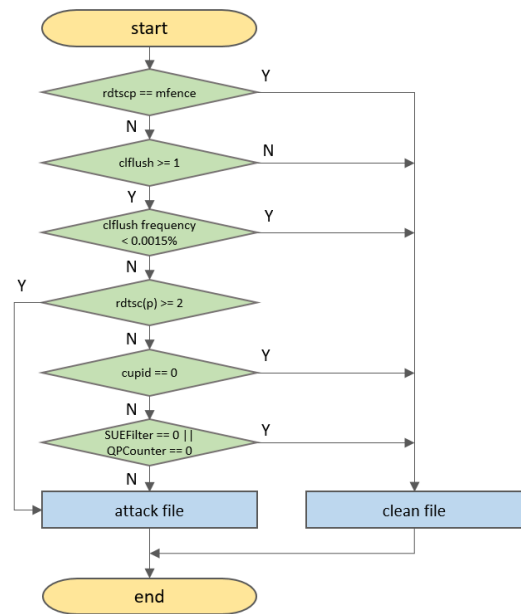 start
rdtscp == mfence
Y
N
clflush >= 1
N
Y
clflush frequency
< 0.0015%
Y
N
Y
rdtsc(p) >= 2
N
cupid == 0
Y
N
SUEFilter == 0 ||
QPCounter == 0
Y
N
attack file
clean file
end